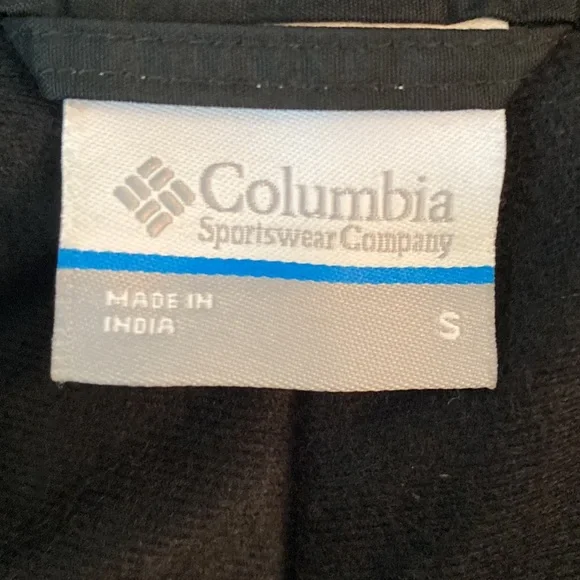 Columbia
Sportswear Company
MADE IN
INDIA
S